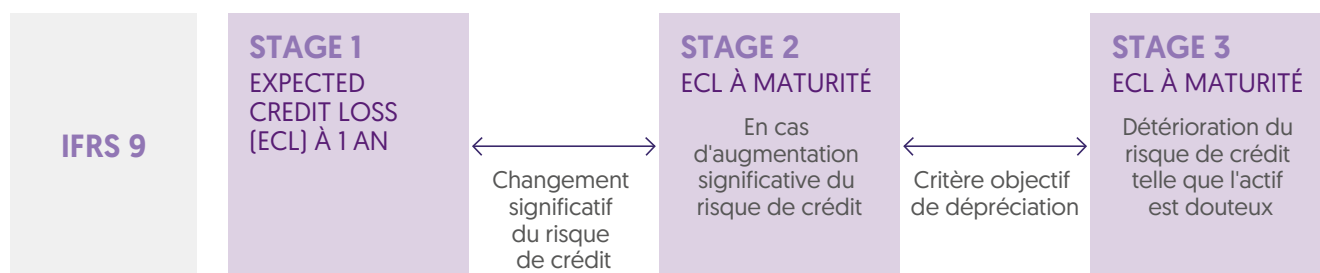 IFRS 9
STAGE 1
EXPECTED
CREDIT LOSS
(ECL) À 1 AN
Changement
significatif
du risque
de crédit
STAGE 2
ECL À MATURITÉ
En cas
d'augmentation
significative du
risque de crédit
Critère objectif
de dépréciation
STAGE 3
ECL À MATURITÉ
Détérioration du
risque de crédit
telle que l'actif
est douteux